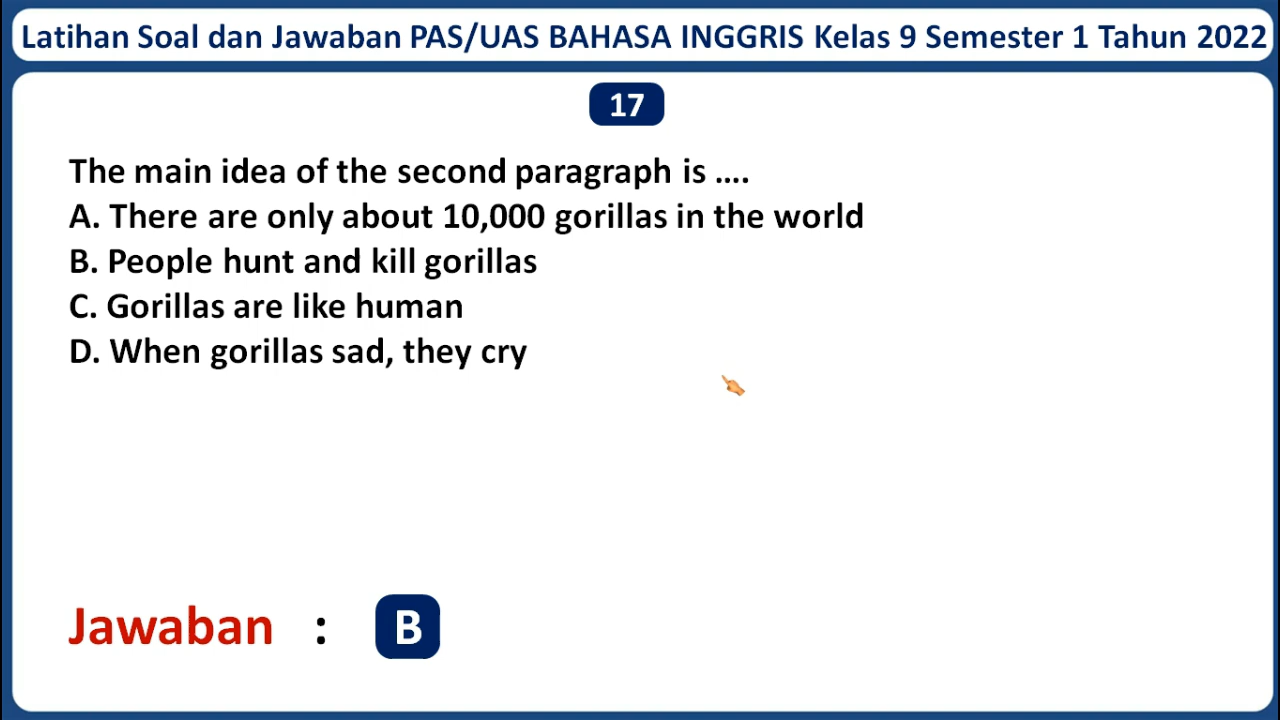 Latihan Soal dan Jawaban PAS/UAS BAHASA INGGRIS Kelas 9 Semester 1 Tahun 2022
17
The main idea of the second paragraph is ....
A. There are only about 10,000 gorillas in the world
B. People hunt and kill gorillas
C. Gorillas are like human
D. When gorillas sad, they cry
Jawaban : B